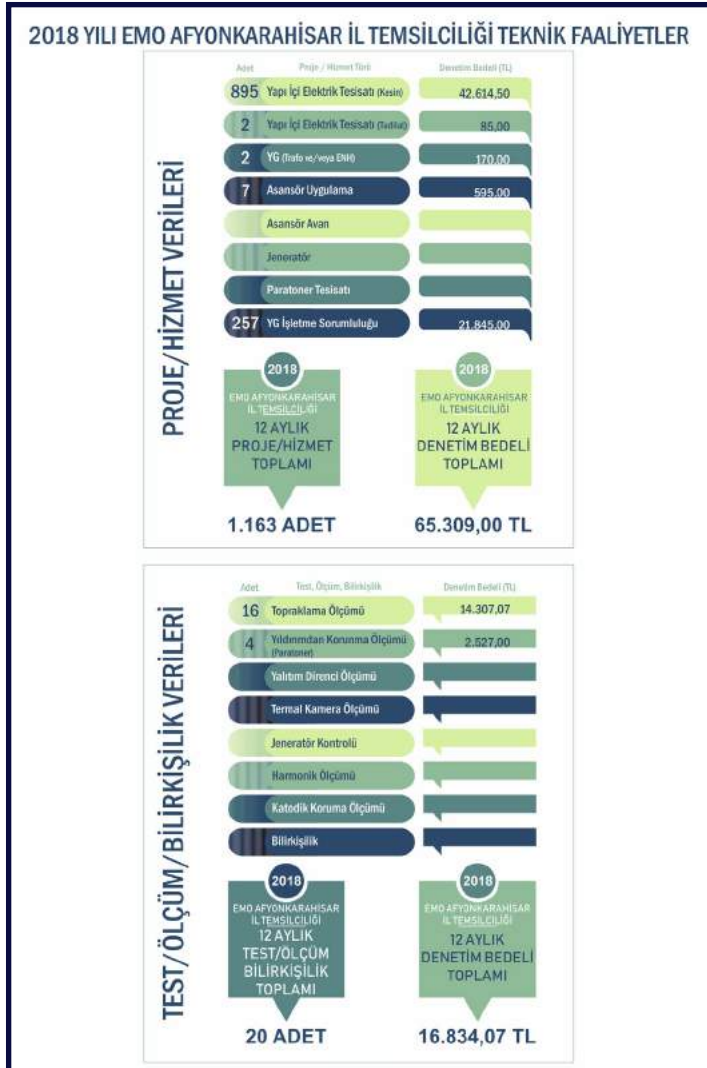 2018 YILI EMO AFYONKARAHİSAR İL TEMSİLCİLİĞİ TEKNİK FAALİYETLER
PROJE/HİZMET VERİLERİ
Adet Proje / Hizmet Türü Denetim Bedeli (TL)
895 Yapı İçi Elektrik Tesisatı (Kesin) 42.614,50
2 Yapı İçi Elektrik Tesisatı (Tadilat) 85,00
2 YG (Trafo ve/veya ENH) 170,00
7 Asansör Uygulama 595,00
Asansör Avan
Jeneratör
Paratoner Tesisatı
257 YG İşletme Sorumluluğu 21.845,00
2018
EMO AFYONKARAHİSAR
İL TEMSİLCİLİĞİ
12 AYLIK
PROJE/HİZMET
TOPLAMI
1.163 ADET
2018
EMO AFYONKARAHİSAR
İL TEMSİLCİLİĞİ
12 AYLIK
DENETİM BEDELİ
TOPLAMI
65.309,00 TL
TEST/ÖLÇÜM/BİLİRKİŞİLİK VERİLERİ
Adet Test, Ölçüm, Bilirkişilik Denetim Bedeli (TL)
16 Topraklama Ölçümü 14.307,07
4 Yıldırımdan Korunma Ölçümü 2.527,00
(Paratoner)
Yalıtım Direnci Ölçümü
Termal Kamera Ölçümü
Jeneratör Kontrolü
Harmonik Ölçümü
Katodik Koruma Ölçümü
Bilirkişilik
2018
EMO AFYONKARAHİSAR
İL TEMSİLCİLİĞİ
12 AYLIK
TEST/ÖLÇÜM
BİLİRKİŞİLİK
TOPLAMI
20 ADET
2018
EMO AFYONKARAHİSAR
İL TEMSİLCİLİĞİ
12 AYLIK
DENETİM BEDELİ
TOPLAMI
16.834,07 TL